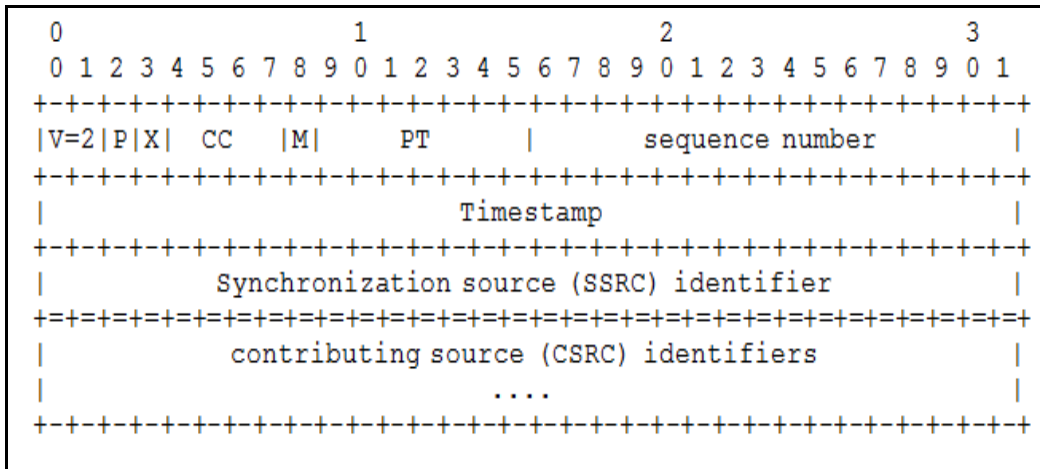 0                   1                   2                   3
 0 1 2 3 4 5 6 7 8 9 0 1 2 3 4 5 6 7 8 9 0 1 2 3 4 5 6 7 8 9 0 1
+-+-+-+-+-+-+-+-+-+-+-+-+-+-+-+-+-+-+-+-+-+-+-+-+-+-+-+-+-+-+-+-+
|V=2|P|X|  CC   |M|     PT      |       sequence number         |
+-+-+-+-+-+-+-+-+-+-+-+-+-+-+-+-+-+-+-+-+-+-+-+-+-+-+-+-+-+-+-+-+
|                           Timestamp                           |
+-+-+-+-+-+-+-+-+-+-+-+-+-+-+-+-+-+-+-+-+-+-+-+-+-+-+-+-+-+-+-+-+
|           Synchronization source (SSRC) identifier            |
+=+=+=+=+=+=+=+=+=+=+=+=+=+=+=+=+=+=+=+=+=+=+=+=+=+=+=+=+=+=+=+=+
|            contributing source (CSRC) identifiers             |
|                             ....                              |
+-+-+-+-+-+-+-+-+-+-+-+-+-+-+-+-+-+-+-+-+-+-+-+-+-+-+-+-+-+-+-+-+